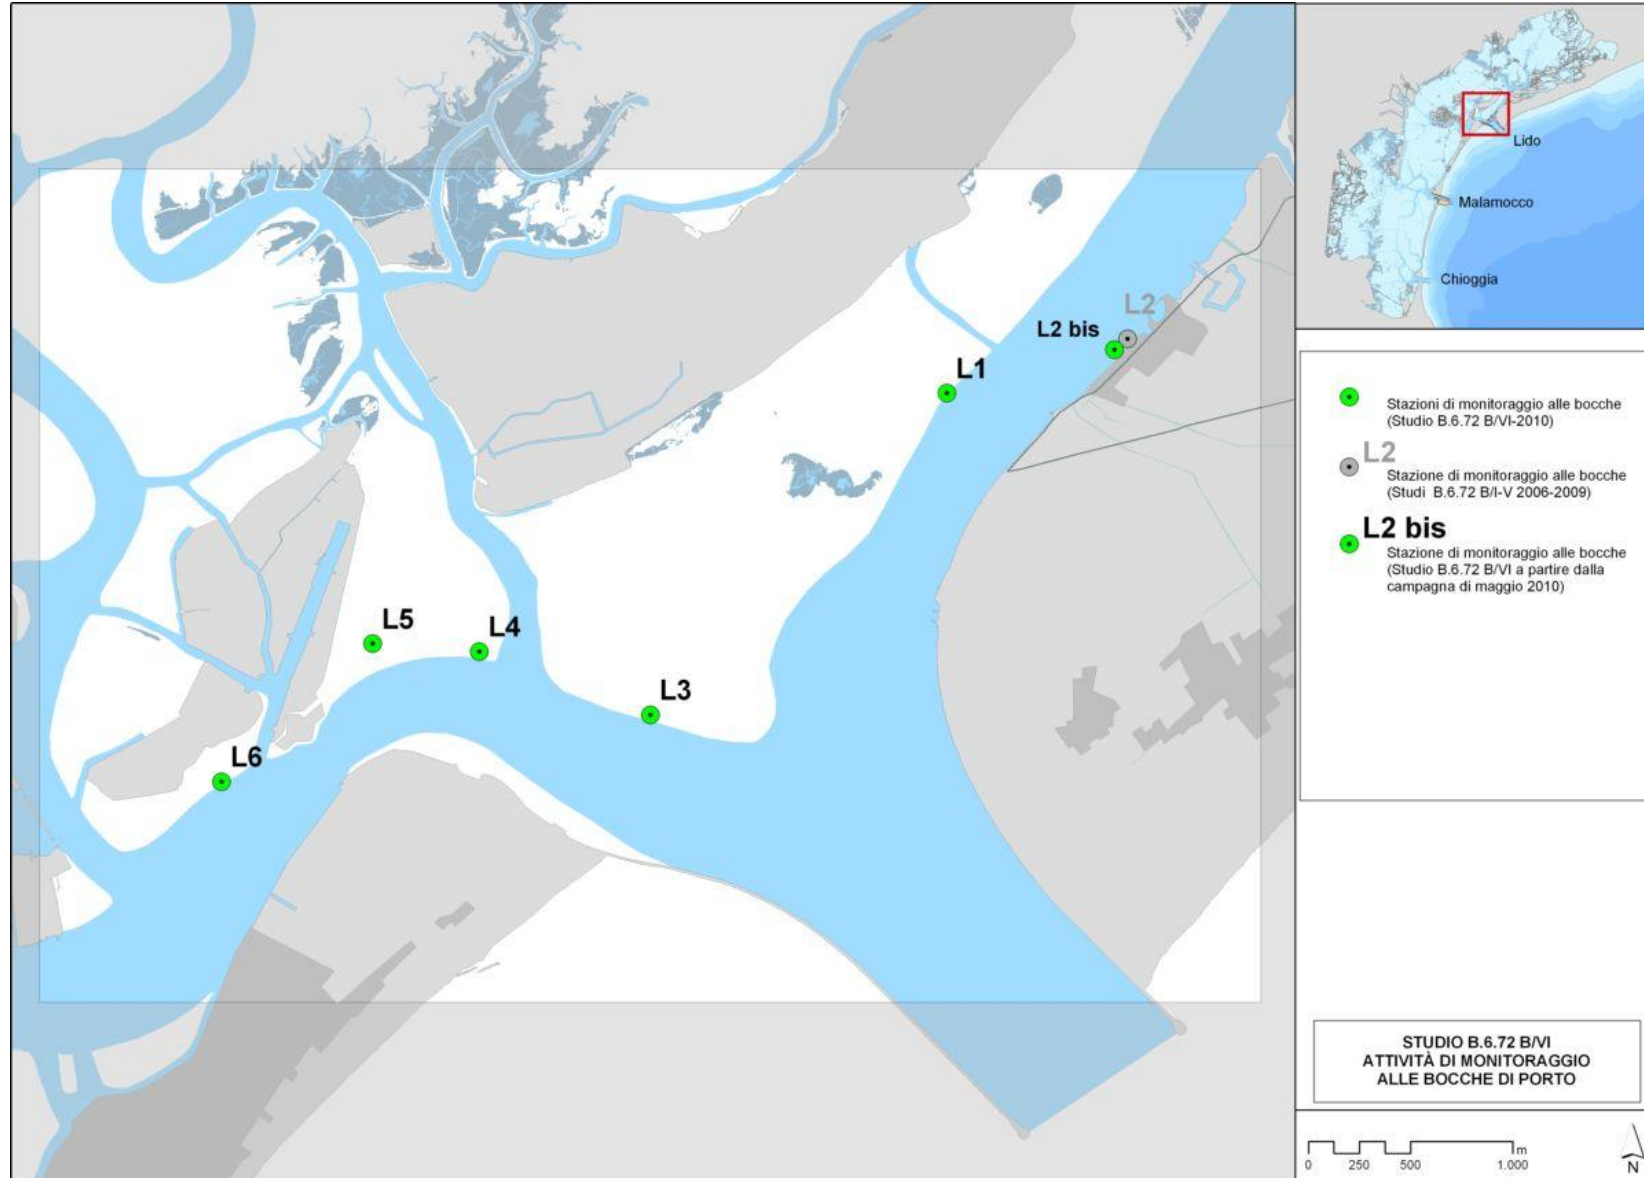 L2
L2 bis
L1
L5
L4
L3
L6
Lido
Malamocco
Chioggia
Stazioni di monitoraggio alle bocche
(Studio B.6.72 B/VI-2010)
L2
Stazione di monitoraggio alle bocche
(Studi B.6.72 B/I-V 2006-2009)
L2 bis
Stazione di monitoraggio alle bocche
(Studio B.6.72 B/VI a partire dalla
campagna di maggio 2010)
STUDIO B.6.72 B/VI
ATTIVITÀ DI MONITORAGGIO
ALLE BOCCHE DI PORTO
m
0 250 500 1.000
N